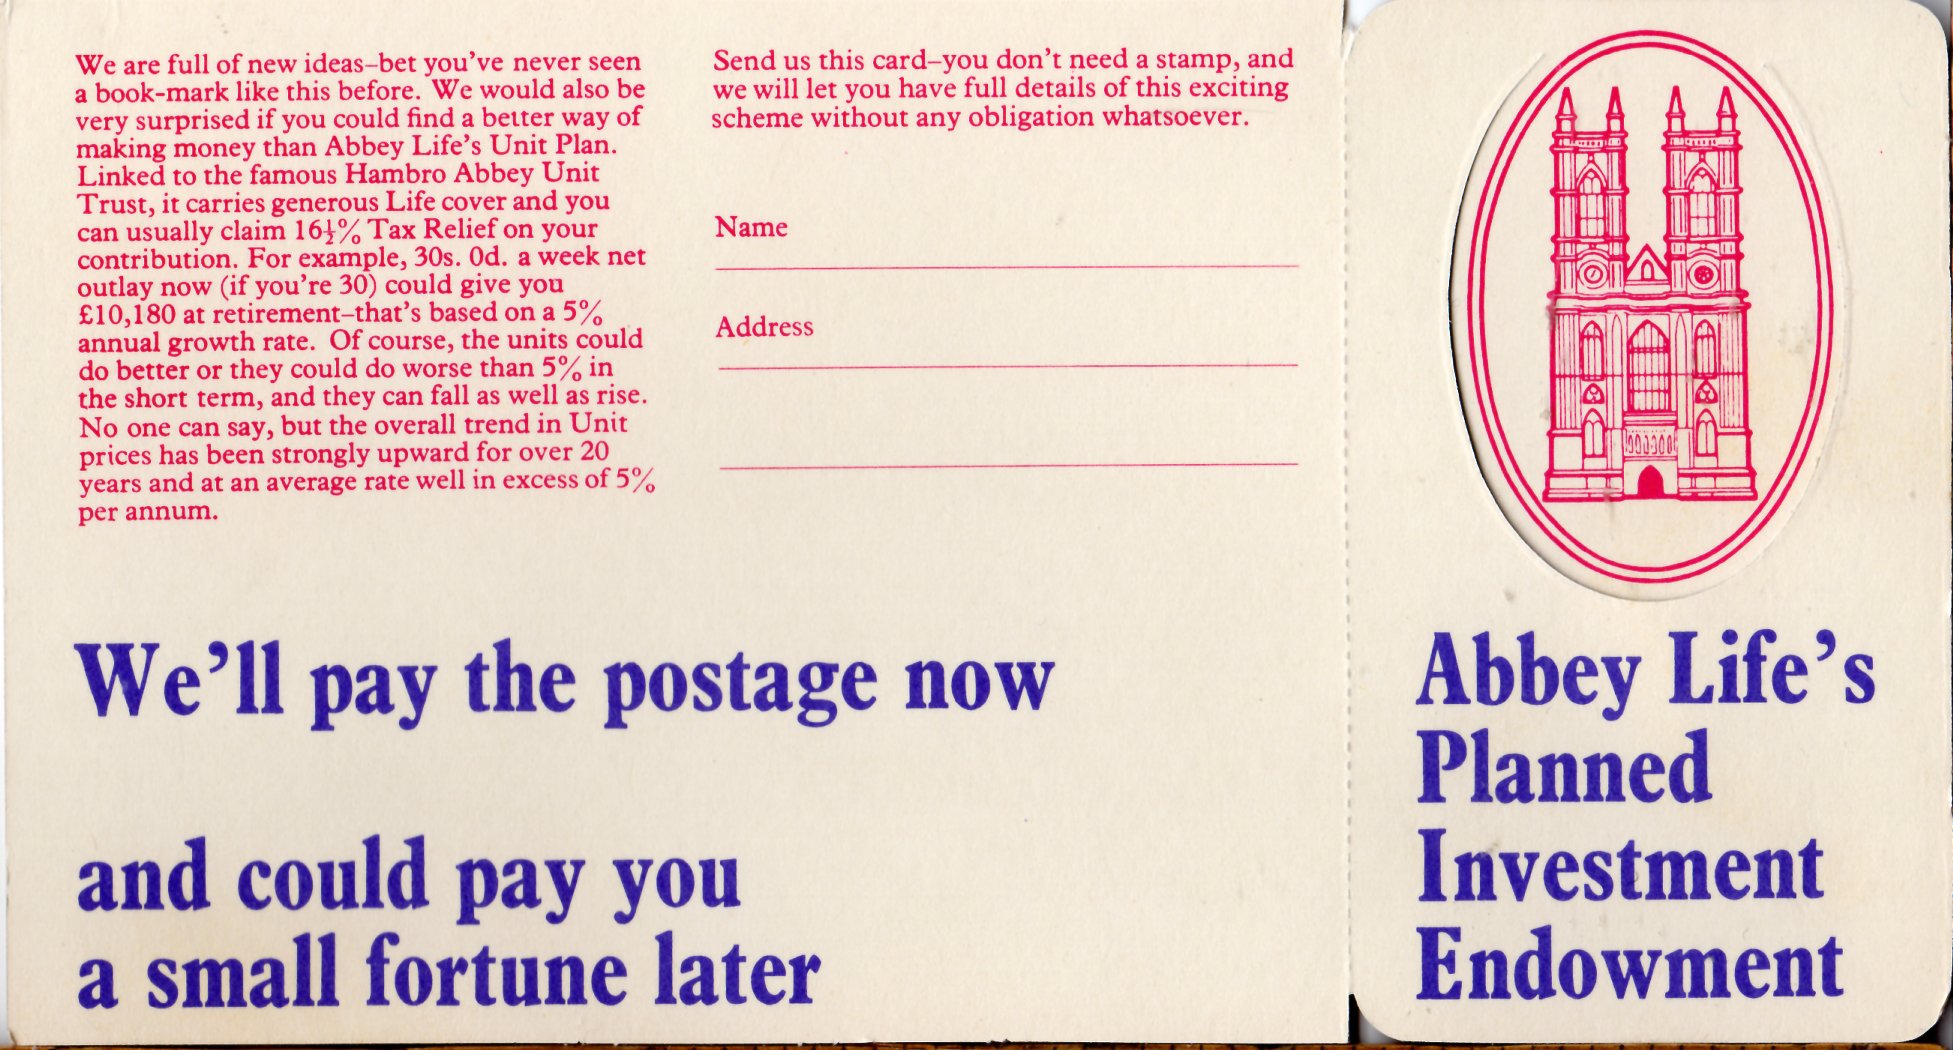 We are full of new ideas–bet you've never seen
a book-mark like this before. We would also be
very surprised if you could find a better way of
making money than Abbey Life's Unit Plan.
Linked to the famous Hambro Abbey Unit
Trust, it carries generous Life cover and you
can usually claim 16½% Tax Relief on your
contribution. For example, 30s. 0d. a week net
outlay now (if you're 30) could give you
£10,180 at retirement–that's based on a 5%
annual growth rate. Of course, the units could
do better or they could do worse than 5% in
the short term, and they can fall as well as rise.
No one can say, but the overall trend in Unit
prices has been strongly upward for over 20
years and at an average rate well in excess of 5%
per annum.
Send us this card–you don't need a stamp, and
we will let you have full details of this exciting
scheme without any obligation whatsoever.
Name
Address
We'll pay the postage now
and could pay you
a small fortune later
Abbey Life's
Planned
Investment
Endowment